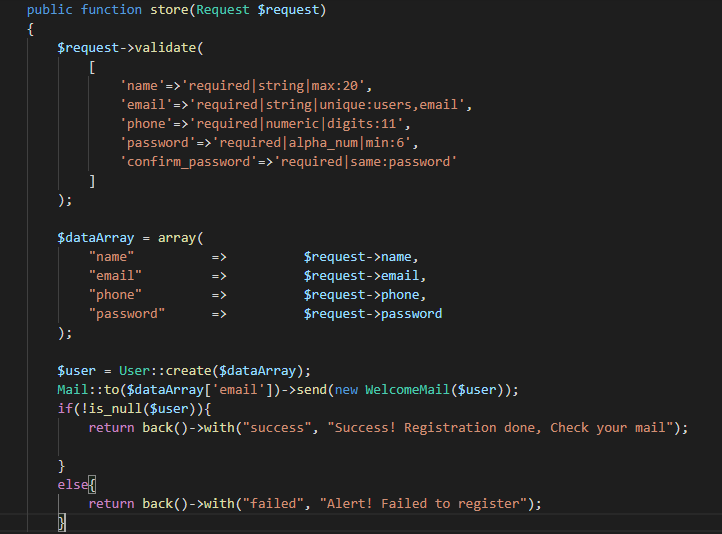 public function store(Request $request)
{
    $request->validate(
        [
            'name'=>'required|string|max:20',
            'email'=>'required|string|unique:users,email',
            'phone'=>'required|numeric|digits:11',
            'password'=>'required|alpha_num|min:6',
            'confirm_password'=>'required|same:password'
        ]
    );
    $dataArray = array(
        "name"          =>          $request->name,
        "email"         =>          $request->email,
        "phone"         =>          $request->phone,
        "password"      =>          $request->password
    );
    $user = User::create($dataArray);
    Mail::to($dataArray['email'])->send(new WelcomeMail($user));
    if(!is_null($user)){
        return back()->with("success", "Success! Registration done, Check your mail");
    }
    else{
        return back()->with("failed", "Alert! Failed to register");
    }